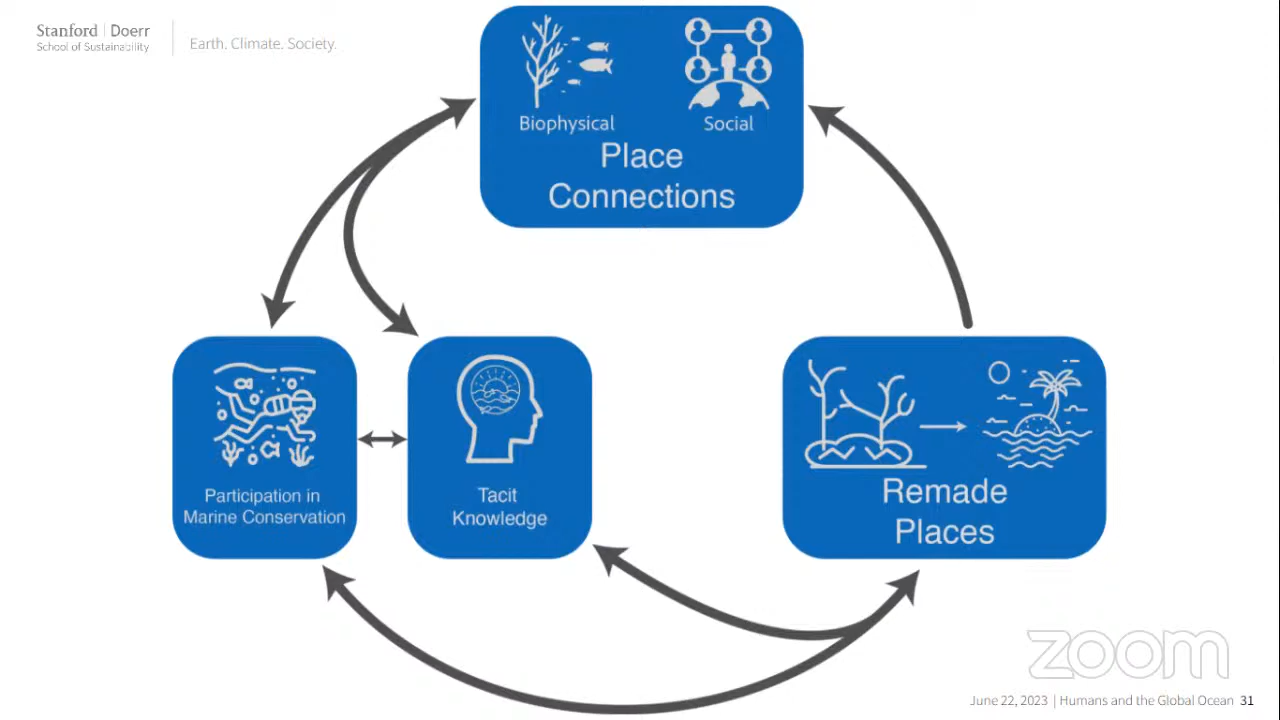 Stanford | Doerr
School of Sustainability
Earth. Climate. Society.
Biophysical
Social
Place
Connections
Participation in
Marine Conservation
Tacit
Knowledge
Remade
Places
zoom
June 22, 2023 | Humans and the Global Ocean 31